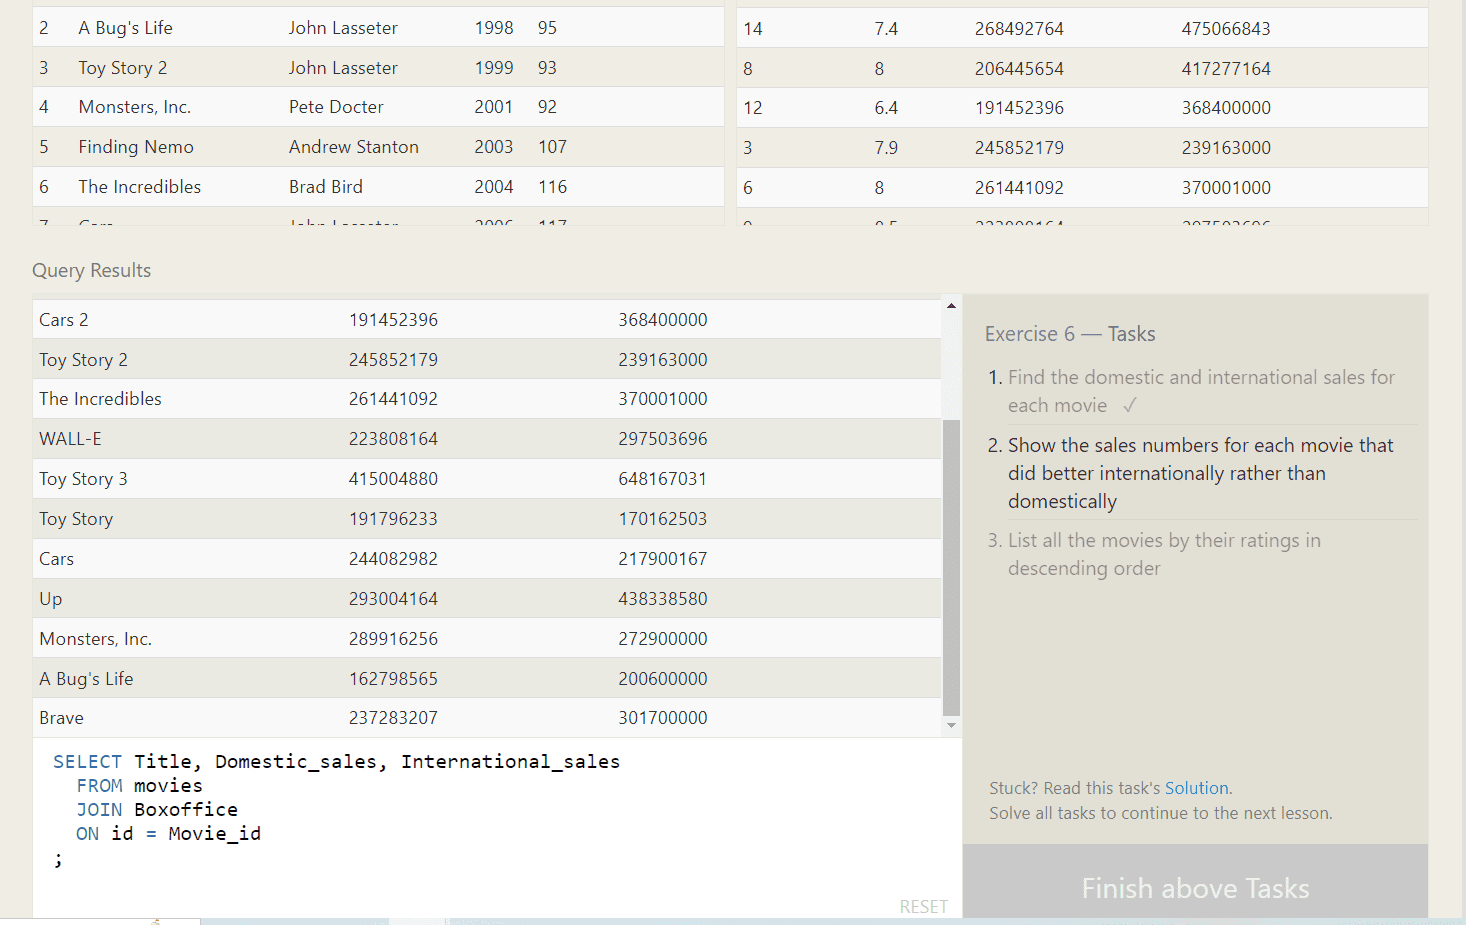 2 A Bug's Life John Lasseter 1998 95
3 Toy Story 2 John Lasseter 1999 93
4 Monsters, Inc. Pete Docter 2001 92
5 Finding Nemo Andrew Stanton 2003 107
6 The Incredibles Brad Bird 2004 116
7 Cars John Lasseter 2006 117
14 7.4 268492764 475066843
8 8 206445654 417277164
12 6.4 191452396 368400000
3 7.9 245852179 239163000
6 8 261441092 370001000
Query Results
Cars 2 191452396 368400000
Toy Story 2 245852179 239163000
The Incredibles 261441092 370001000
WALL-E 223808164 297503696
Toy Story 3 415004880 648167031
Toy Story 191796233 170162503
Cars 244082982 217900167
Up 293004164 438338580
Monsters, Inc. 289916256 272900000
A Bug's Life 162798565 200600000
Brave 237283207 301700000
SELECT Title, Domestic_sales, International_sales
FROM movies
JOIN Boxoffice
ON id = Movie_id
;
RESET
Exercise 6 — Tasks
1. Find the domestic and international sales for
each movie ✓
2. Show the sales numbers for each movie that
did better internationally rather than
domestically
3. List all the movies by their ratings in
descending order
Stuck? Read this task's Solution.
Solve all tasks to continue to the next lesson.
Finish above Tasks